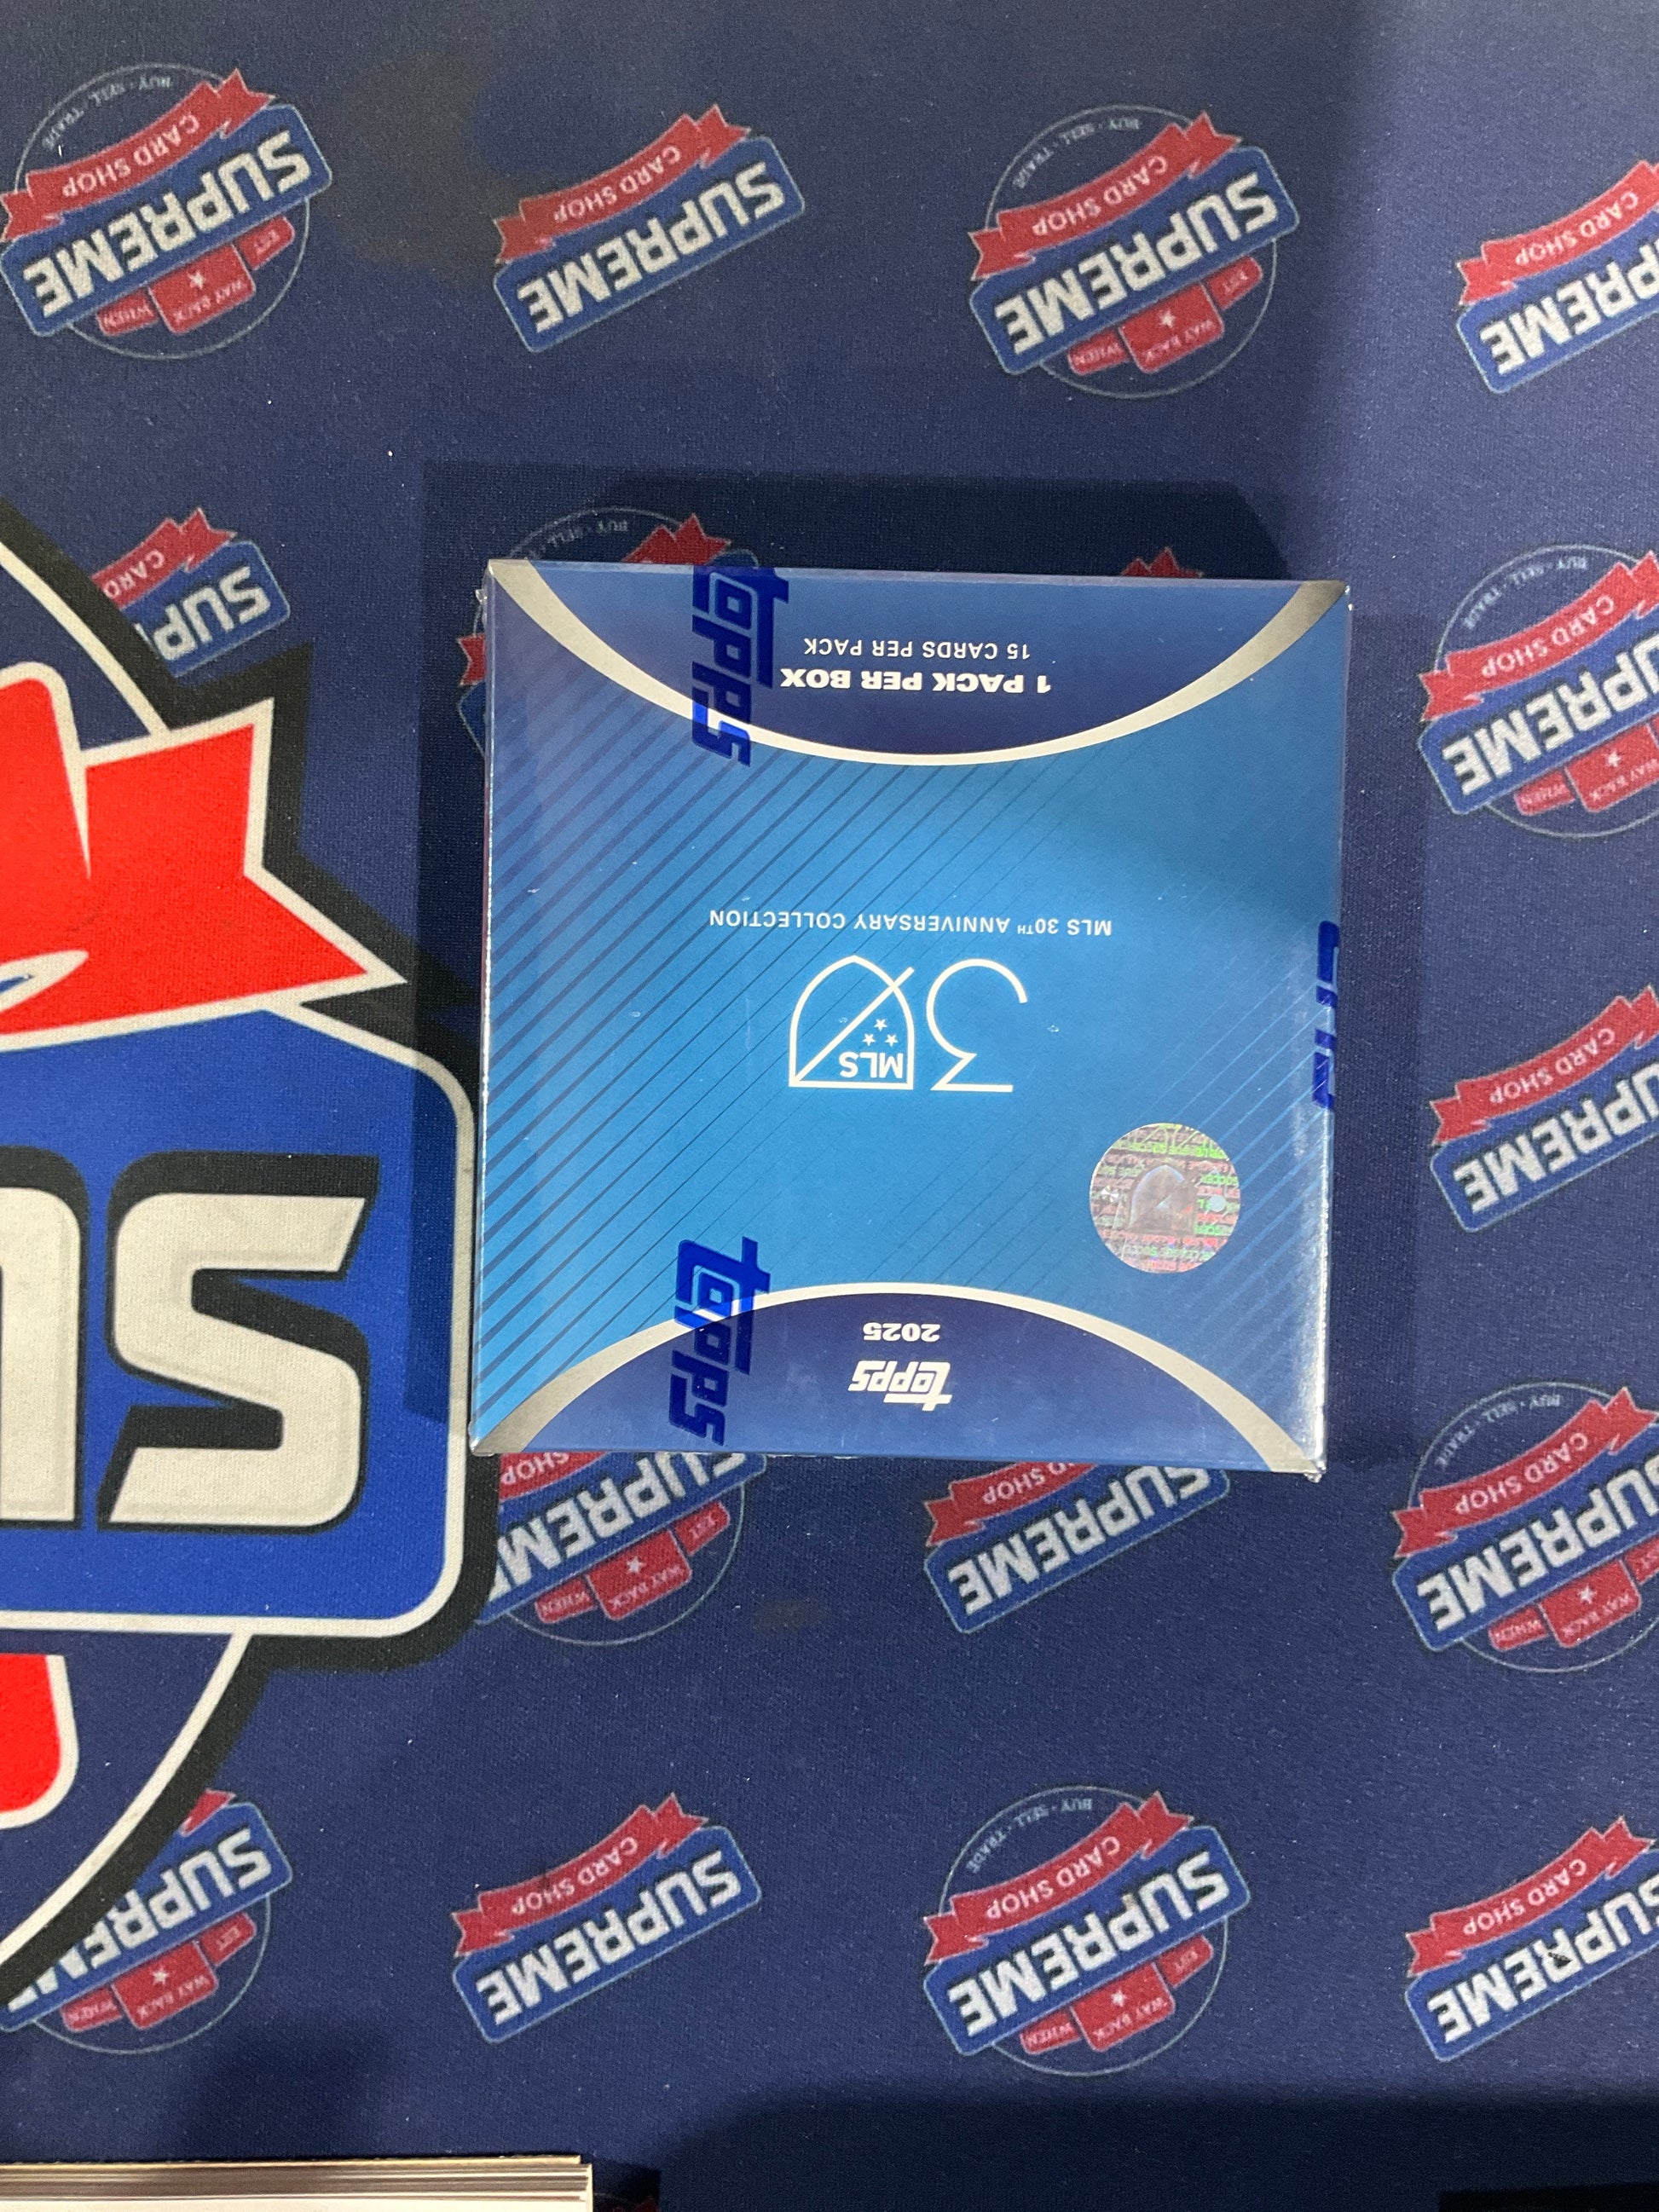 topps
2025
MLS
30
MLS 30TH ANNIVERSARY COLLECTION
1 PACK PER BOX
15 CARDS PER PACK
topps
topps
SUPREME
CARD SHOP
BUY · SELL · TRADE
EST
WAY BACK
WHEN